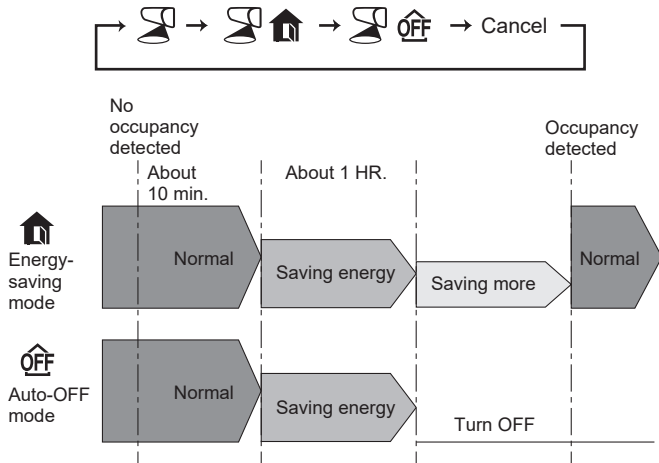 OFF
Cancel
No
occupancy
detected
About
10 min.
About 1 HR.
Occupancy
detected
Energy-
saving
mode
Normal
Saving energy
Saving more
Normal
OFF
Auto-OFF
mode
Normal
Saving energy
Turn OFF